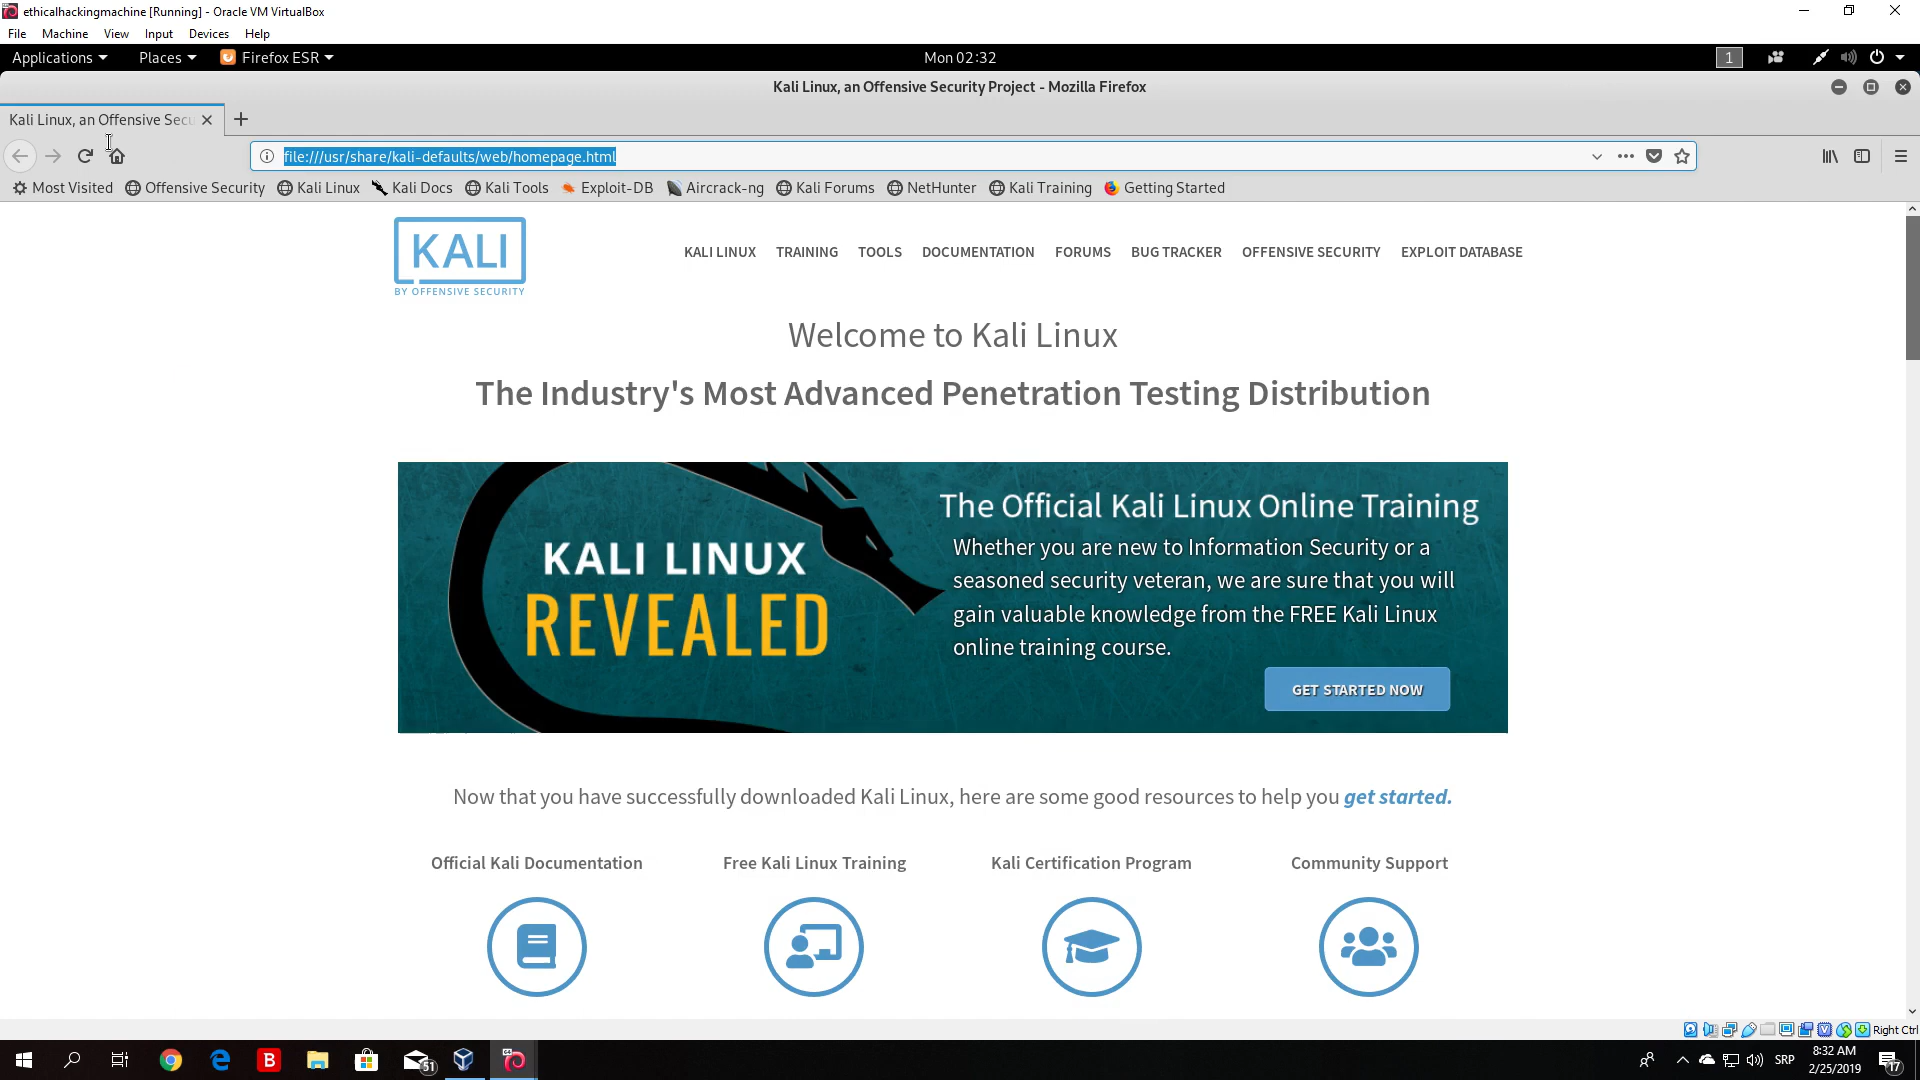 ethicalhackingmachine [Running] - Oracle VM VirtualBox
File Machine View Input Devices Help
Applications Places Firefox ESR Mon 02:32 1
Kali Linux, an Offensive Security Project - Mozilla Firefox
Kali Linux, an Offensive Secu
file:///usr/share/kali-defaults/web/homepage.html
Most Visited Offensive Security Kali Linux Kali Docs Kali Tools Exploit-DB Aircrack-ng Kali Forums NetHunter Kali Training Getting Started
KALI
BY OFFENSIVE SECURITY
KALI LINUX TRAINING TOOLS DOCUMENTATION FORUMS BUG TRACKER OFFENSIVE SECURITY EXPLOIT DATABASE
Welcome to Kali Linux
The Industry's Most Advanced Penetration Testing Distribution
KALI LINUX
REVEALED
The Official Kali Linux Online Training
Whether you are new to Information Security or a
seasoned security veteran, we are sure that you will
gain valuable knowledge from the FREE Kali Linux
online training course.
GET STARTED NOW
Now that you have successfully downloaded Kali Linux, here are some good resources to help you get started.
Official Kali Documentation Free Kali Linux Training Kali Certification Program Community Support
Right Ctrl
B 51 64 SRP 8:32 AM
2/25/2019 17